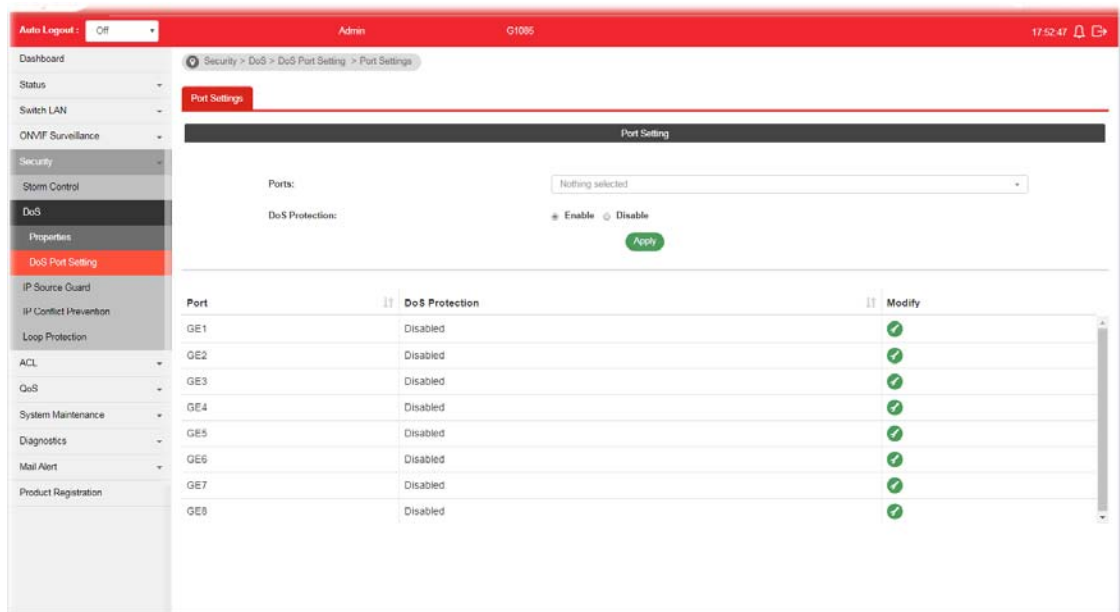 Auto Logout : Off Admin G1085 17:52:47
Dashboard
Status
Switch LAN
ONVIF Surveillance
Security
Storm Control
DoS
Properties
DoS Port Setting
IP Source Guard
IP Conflict Prevention
Loop Protection
ACL
QoS
System Maintenance
Diagnostics
Mail Alert
Product Registration
Security > DoS > DoS Port Setting > Port Settings
Port Settings
Port Setting
Ports: Nothing selected
DoS Protection: Enable Disable
Apply
Port DoS Protection Modify
GE1 Disabled
GE2 Disabled
GE3 Disabled
GE4 Disabled
GE5 Disabled
GE6 Disabled
GE7 Disabled
GE8 Disabled